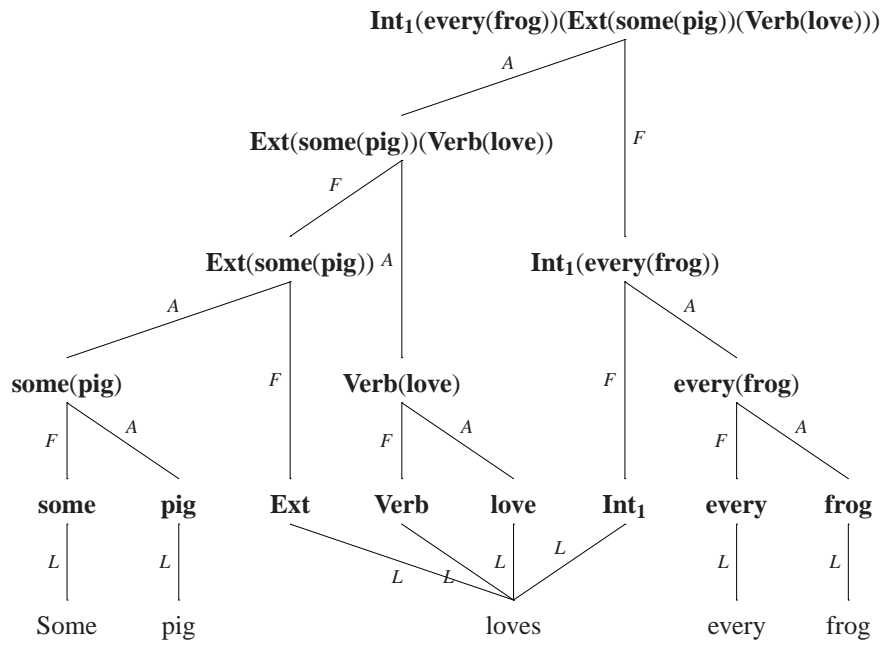 Int₁(every(frog))(Ext(some(pig))(Verb(love)))
A
Ext(some(pig))(Verb(love))
F
F
Ext(some(pig)) A Int₁(every(frog))
A A
some(pig) F Verb(love) F every(frog)
F A F A F A
some pig Ext Verb love Int₁ every frog
L L L L L L L L
Some pig loves every frog